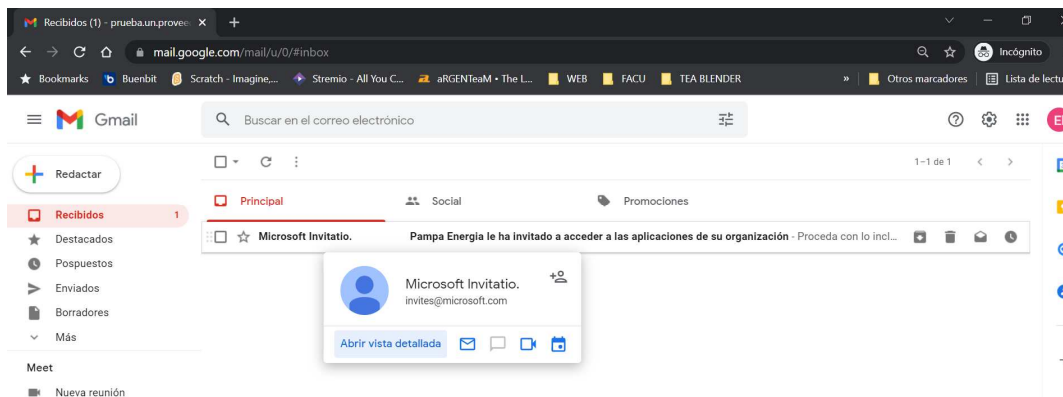 Recibidos (1) - prueba.un.provee
mail.google.com/mail/u/0/#inbox
Incógnito
Bookmarks Buenbit Scratch - Imagine,... Stremio - All You C... aRGENTeaM • The L... WEB FACU TEA BLENDER » Otros marcadores Lista de lectu
Gmail
Buscar en el correo electrónico
Redactar
1–1 de 1
Principal Social Promociones
Recibidos 1
Microsoft Invitatio. Pampa Energia le ha invitado a acceder a las aplicaciones de su organización - Proceda con lo incl...
Destacados
Pospuestos
Enviados
Borradores
Más
Microsoft Invitatio.
invites@microsoft.com
Abrir vista detallada
Meet
Nueva reunión